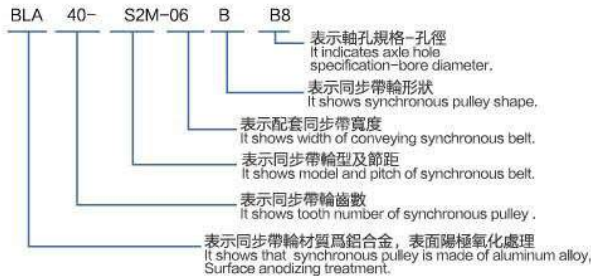 BLA 40- S2M-06 B B8
表示軸孔規格-孔徑
It indicates axle hole
specification-bore diameter.
表示同步帶輪形狀
It shows synchronous pulley shape.
表示配套同步帶寬度
It shows width of conveying synchronous belt.
表示同步帶輪型及節距
It shows model and pitch of synchronous belt.
表示同步帶輪齒數
It shows tooth number of synchronous pulley .
表示同步帶輪材質爲鋁合金，表面陽極氧化處理
It shows that synchronous pulley is made of aluminum alloy,
Surface anodizing treatment.